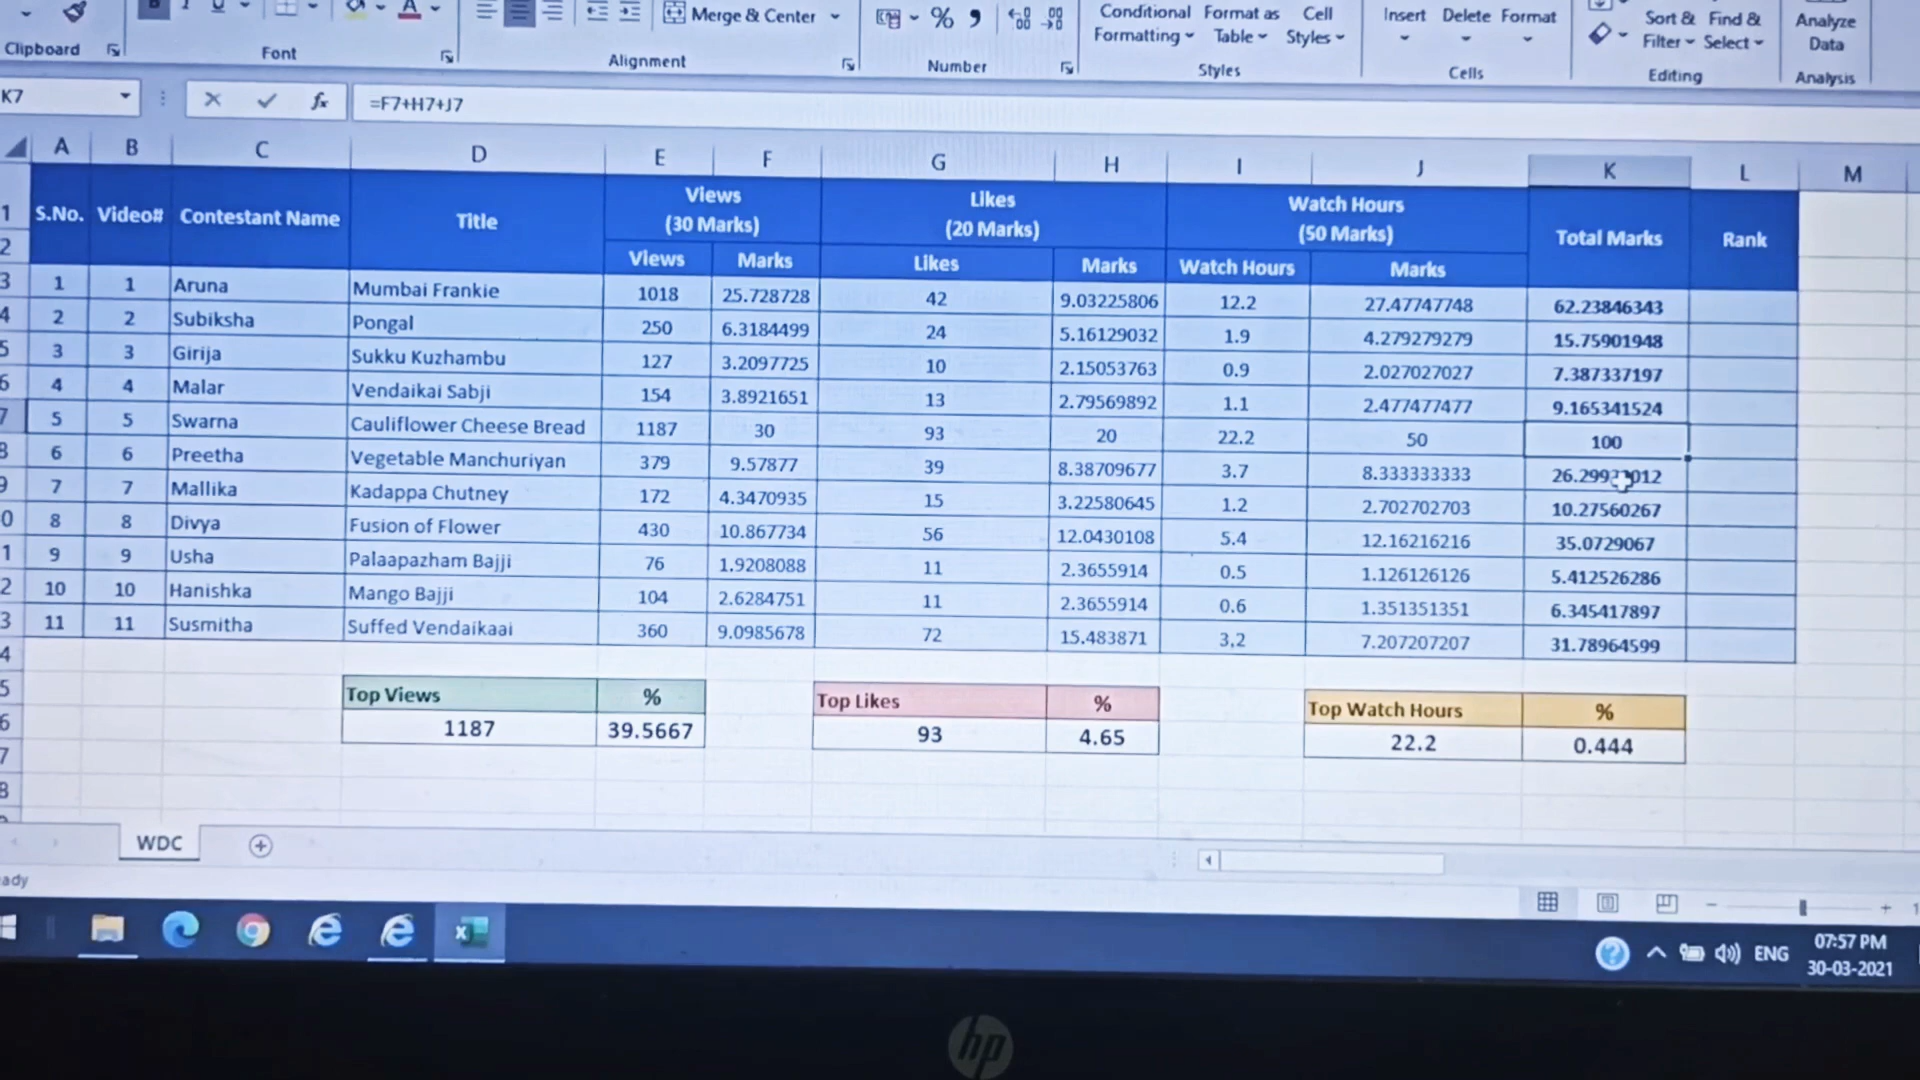 Merge & Center
Conditional Formatting
Format as Table
Cell Styles
Insert Delete Format
Sort & Filter
Find & Select
Analyze Data
Clipboard Font Alignment Number Styles Cells Editing Analysis
K7 fx =F7+H7+J7
A B C D E F G H I J K L M
S.No. Video# Contestant Name Title Views (30 Marks) Likes (20 Marks) Watch Hours (50 Marks) Total Marks Rank
Views Marks Likes Marks Watch Hours Marks
1 1 Aruna Mumbai Frankie 1018 25.728728 42 9.03225806 12.2 27.47747748 62.23846343
2 2 Subiksha Pongal 250 6.3184499 24 5.16129032 1.9 4.279279279 15.75901948
3 3 Girija Sukku Kuzhambu 127 3.2097725 10 2.15053763 0.9 2.027027027 7.387337197
4 4 Malar Vendaikai Sabji 154 3.8921651 13 2.79569892 1.1 2.477477477 9.165341524
5 5 Swarna Cauliflower Cheese Bread 1187 30 93 20 22.2 50 100
6 6 Preetha Vegetable Manchuriyan 379 9.57877 39 8.38709677 3.7 8.333333333
7 7 Mallika Kadappa Chutney 172 4.3470935 15 3.22580645 1.2 2.702702703 10.27560267
8 8 Divya Fusion of Flower 430 10.867734 56 12.0430108 5.4 12.16216216 35.0729067
9 9 Usha Palaapazham Bajji 76 1.9208088 11 2.3655914 0.5 1.126126126 5.412526286
10 10 Hanishka Mango Bajji 104 2.6284751 11 2.3655914 0.6 1.351351351 6.345417897
11 11 Susmitha Suffed Vendaikaai 360 9.0985678 72 15.483871 3.2 7.207207207 31.78964599
Top Views % Top Likes % Top Watch Hours %
1187 39.5667 93 4.65 22.2 0.444
WDC
ady
ENG 07:57 PM
30-03-2021
hp